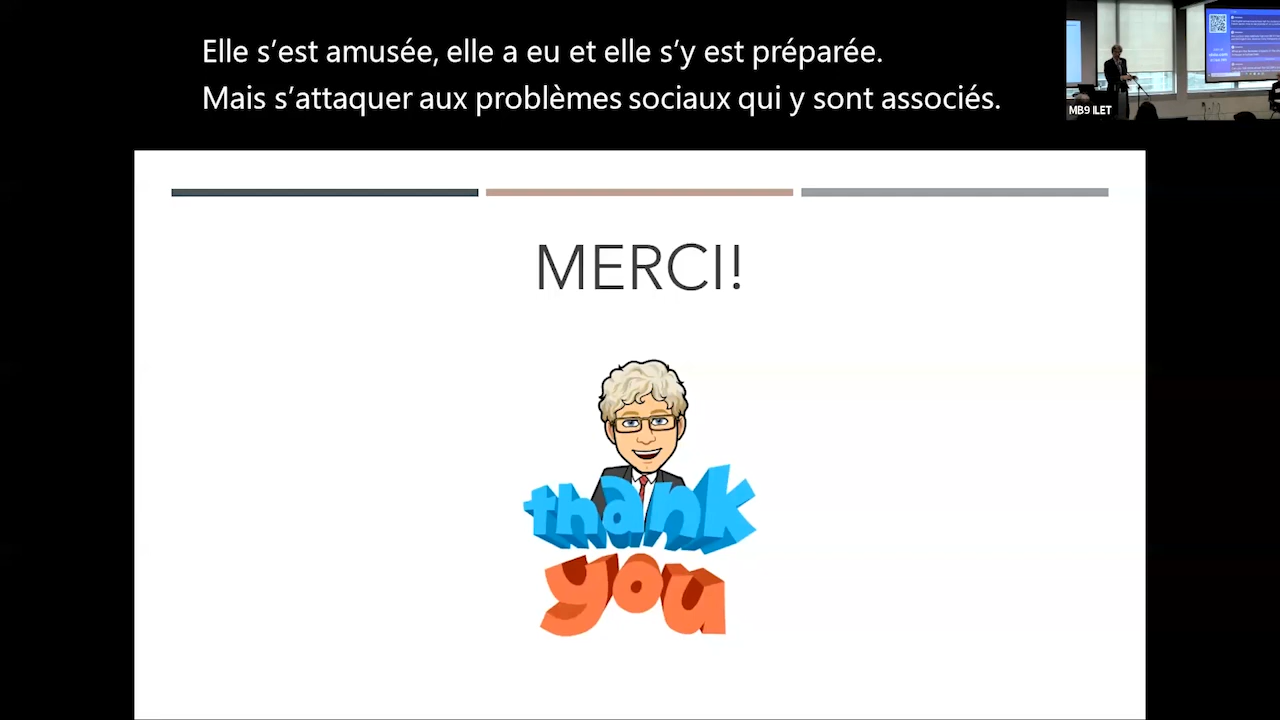 Elle s’est amusée, elle a eu et elle s’y est préparée.
Mais s’attaquer aux problèmes sociaux qui y sont associés.
MB9 ILET
MERCI!
thank
you